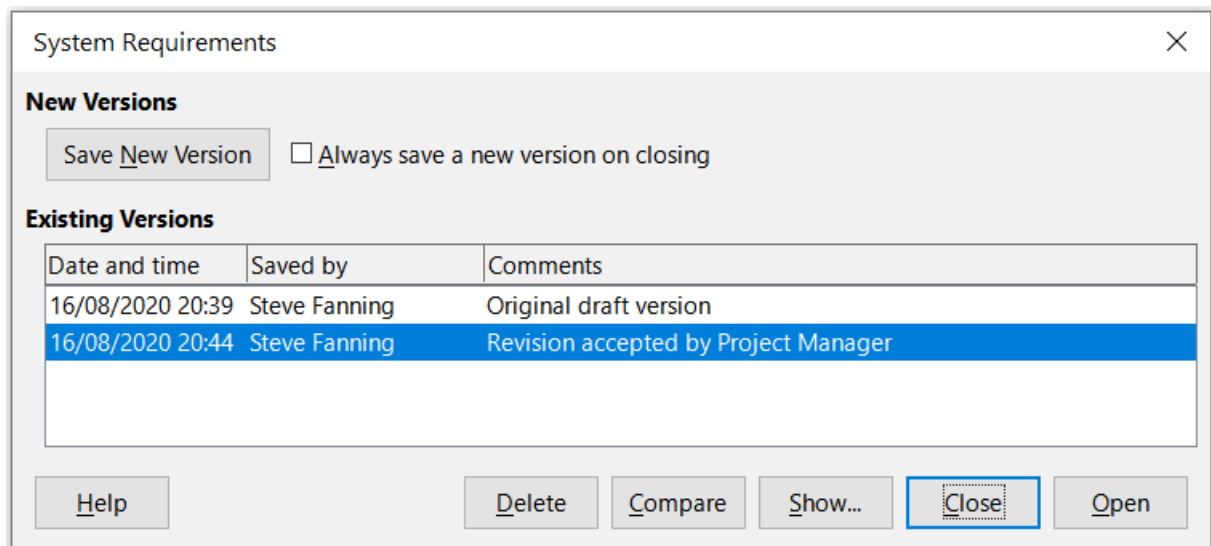 System Requirements
New Versions
Save New Version Always save a new version on closing
Existing Versions
Date and time Saved by Comments
16/08/2020 20:39 Steve Fanning Original draft version
16/08/2020 20:44 Steve Fanning Revision accepted by Project Manager
Help Delete Compare Show... Close Open